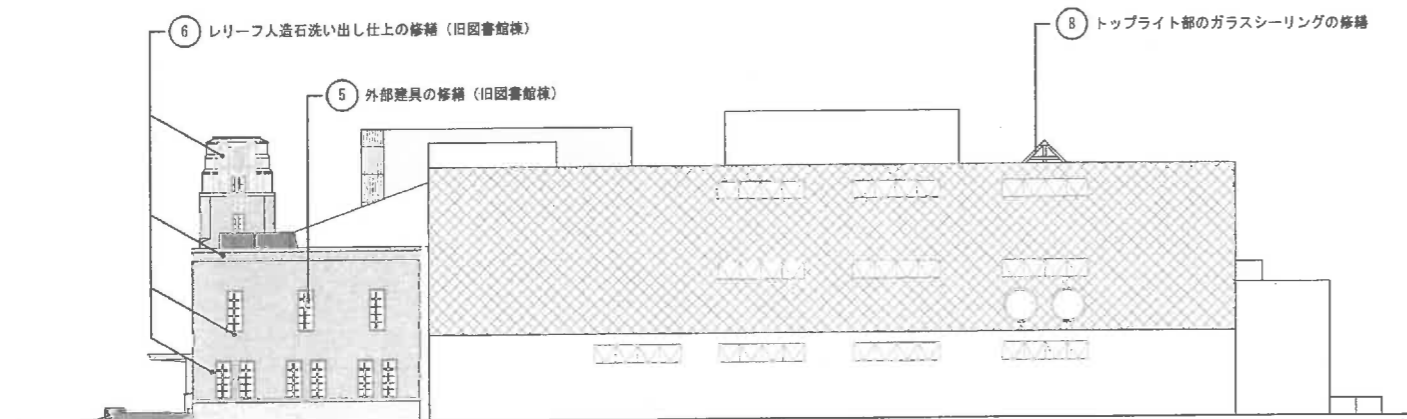 6 レリーフ人造石洗い出し仕上の修繕（旧図書館棟）
8 トップライト部のガラスシーリングの修繕
5 外部建具の修繕（旧図書館棟）